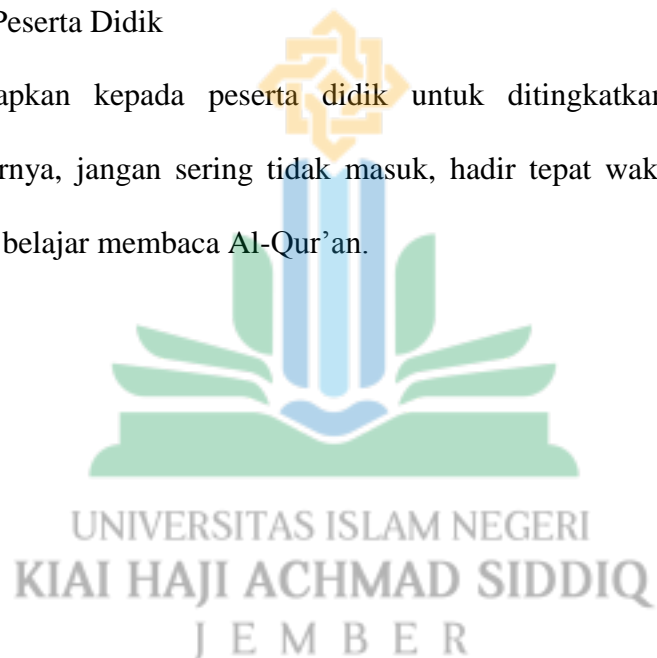 Peserta Didik
apkan kepada peserta didik untuk ditingkatkan
rnya, jangan sering tidak masuk, hadir tepat wak
belajar membaca Al-Qur’an.
UNIVERSITAS ISLAM NEGERI
KIAI HAJI ACHMAD SIDDIQ
JEMBER